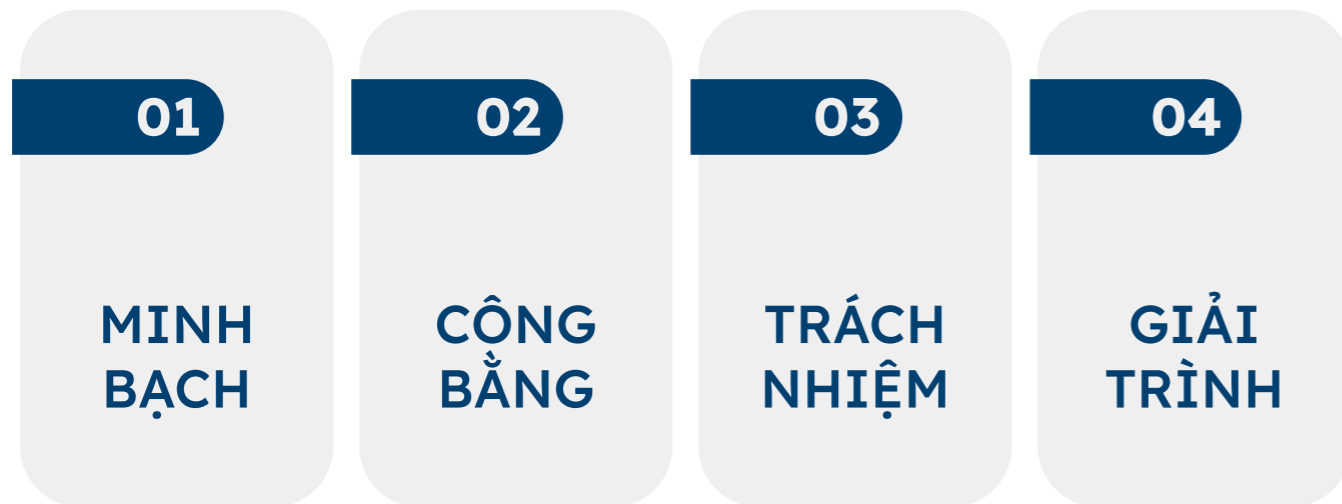 01
MINH
BẠCH
02
CÔNG
BẰNG
03
TRÁCH
NHIỆM
04
GIẢI
TRÌNH